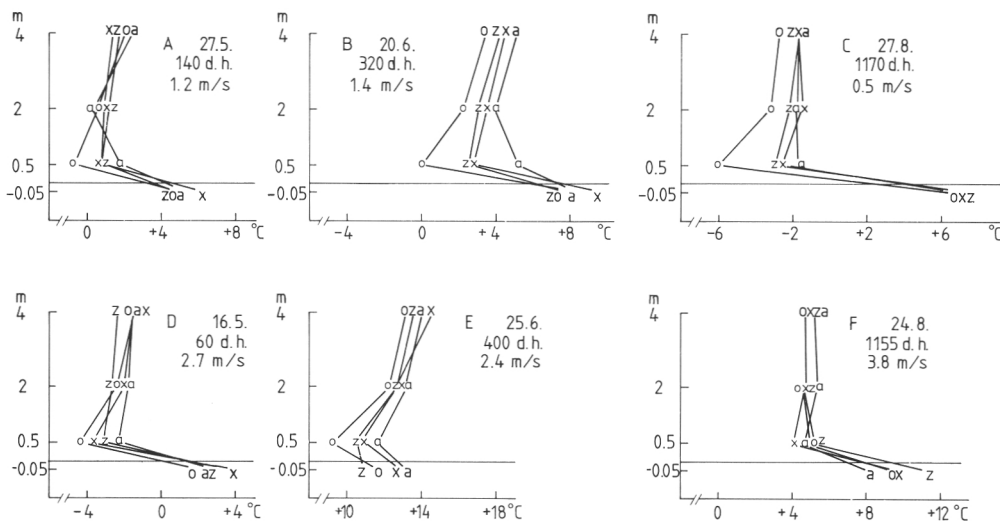 m
4
2
0.5
-0.05
xzoa
A 27.5.
140 d.h.
1.2 m/s
aoxz
o xz a
zoa x
0 +4 +8 °C
4
2
0.5
-0.05
ozxa
B 20.6.
320 d.h.
1.4 m/s
o zx a
o zx a
zo a x
-4 0 +4 +8 °C
m
4
2
0.5
-0.05
o zxa
C 27.8.
1170 d.h.
0.5 m/s
o zax
o zx a
oxz
-6 -2 +2 +6 °C
m
4
2
0.5
-0.05
z oax
D 16.5.
60 d.h.
2.7 m/s
zoxa
o xz a
o az x
-4 0 +4 °C
4
2
0.5
-0.05
ozax
E 25.6.
400 d.h.
2.4 m/s
ozxa
o zx a
z o xa
+10 +14 +18 °C
m
4
2
0.5
-0.05
oxza
F 24.8.
1155 d.h.
3.8 m/s
oxza
xaoz
a ox z
0 +4 +8 +12 °C